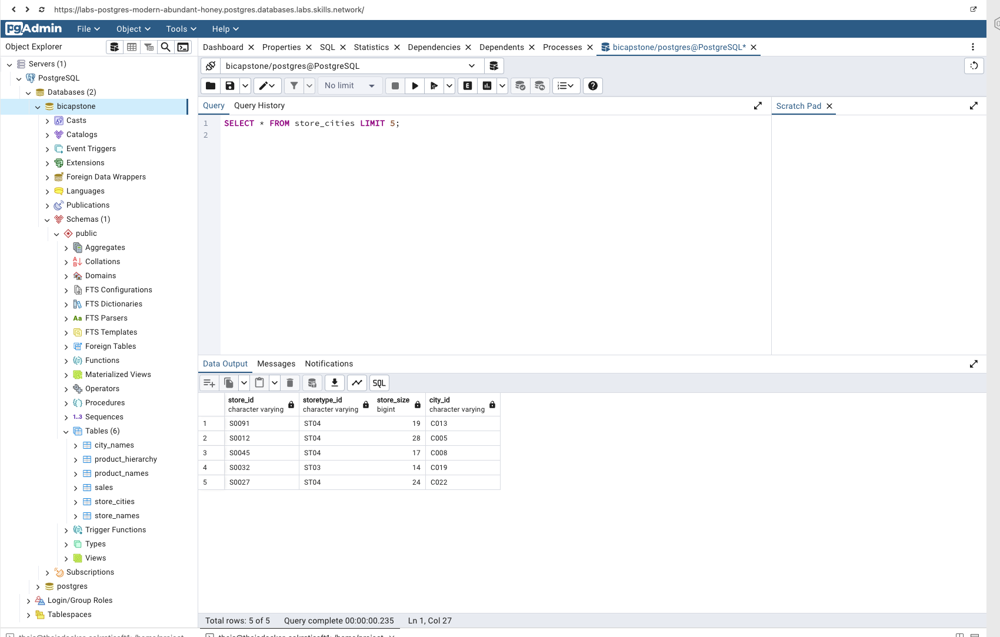 https://labs-postgres-modern-abundant-honey.postgres.databases.labs.skills.network/
pgAdmin File Object Tools Help
Object Explorer
Dashboard Properties SQL Statistics Dependencies Dependents Processes bicapstone/postgres@PostgreSQL*
Servers (1)
PostgreSQL
Databases (2)
bicapstone
Casts
Catalogs
Event Triggers
Extensions
Foreign Data Wrappers
Languages
Publications
Schemas (1)
public
Aggregates
Collations
Domains
FTS Configurations
FTS Dictionaries
Aa FTS Parsers
FTS Templates
Foreign Tables
Functions
Materialized Views
Operators
Procedures
1..3 Sequences
Tables (6)
city_names
product_hierarchy
product_names
sales
store_cities
store_names
Trigger Functions
Types
Views
Subscriptions
postgres
Login/Group Roles
Tablespaces
bicapstone/postgres@PostgreSQL
No limit E
Query Query History
Scratch Pad
1 SELECT * FROM store_cities LIMIT 5;
2
Data Output Messages Notifications
SQL
store_id storetype_id store_size city_id
character varying character varying bigint character varying
1 S0091 ST04 19 C013
2 S0012 ST04 28 C005
3 S0045 ST04 17 C008
4 S0032 ST03 14 C019
5 S0027 ST04 24 C022
Total rows: 5 of 5 Query complete 00:00:00.235 Ln 1, Col 27